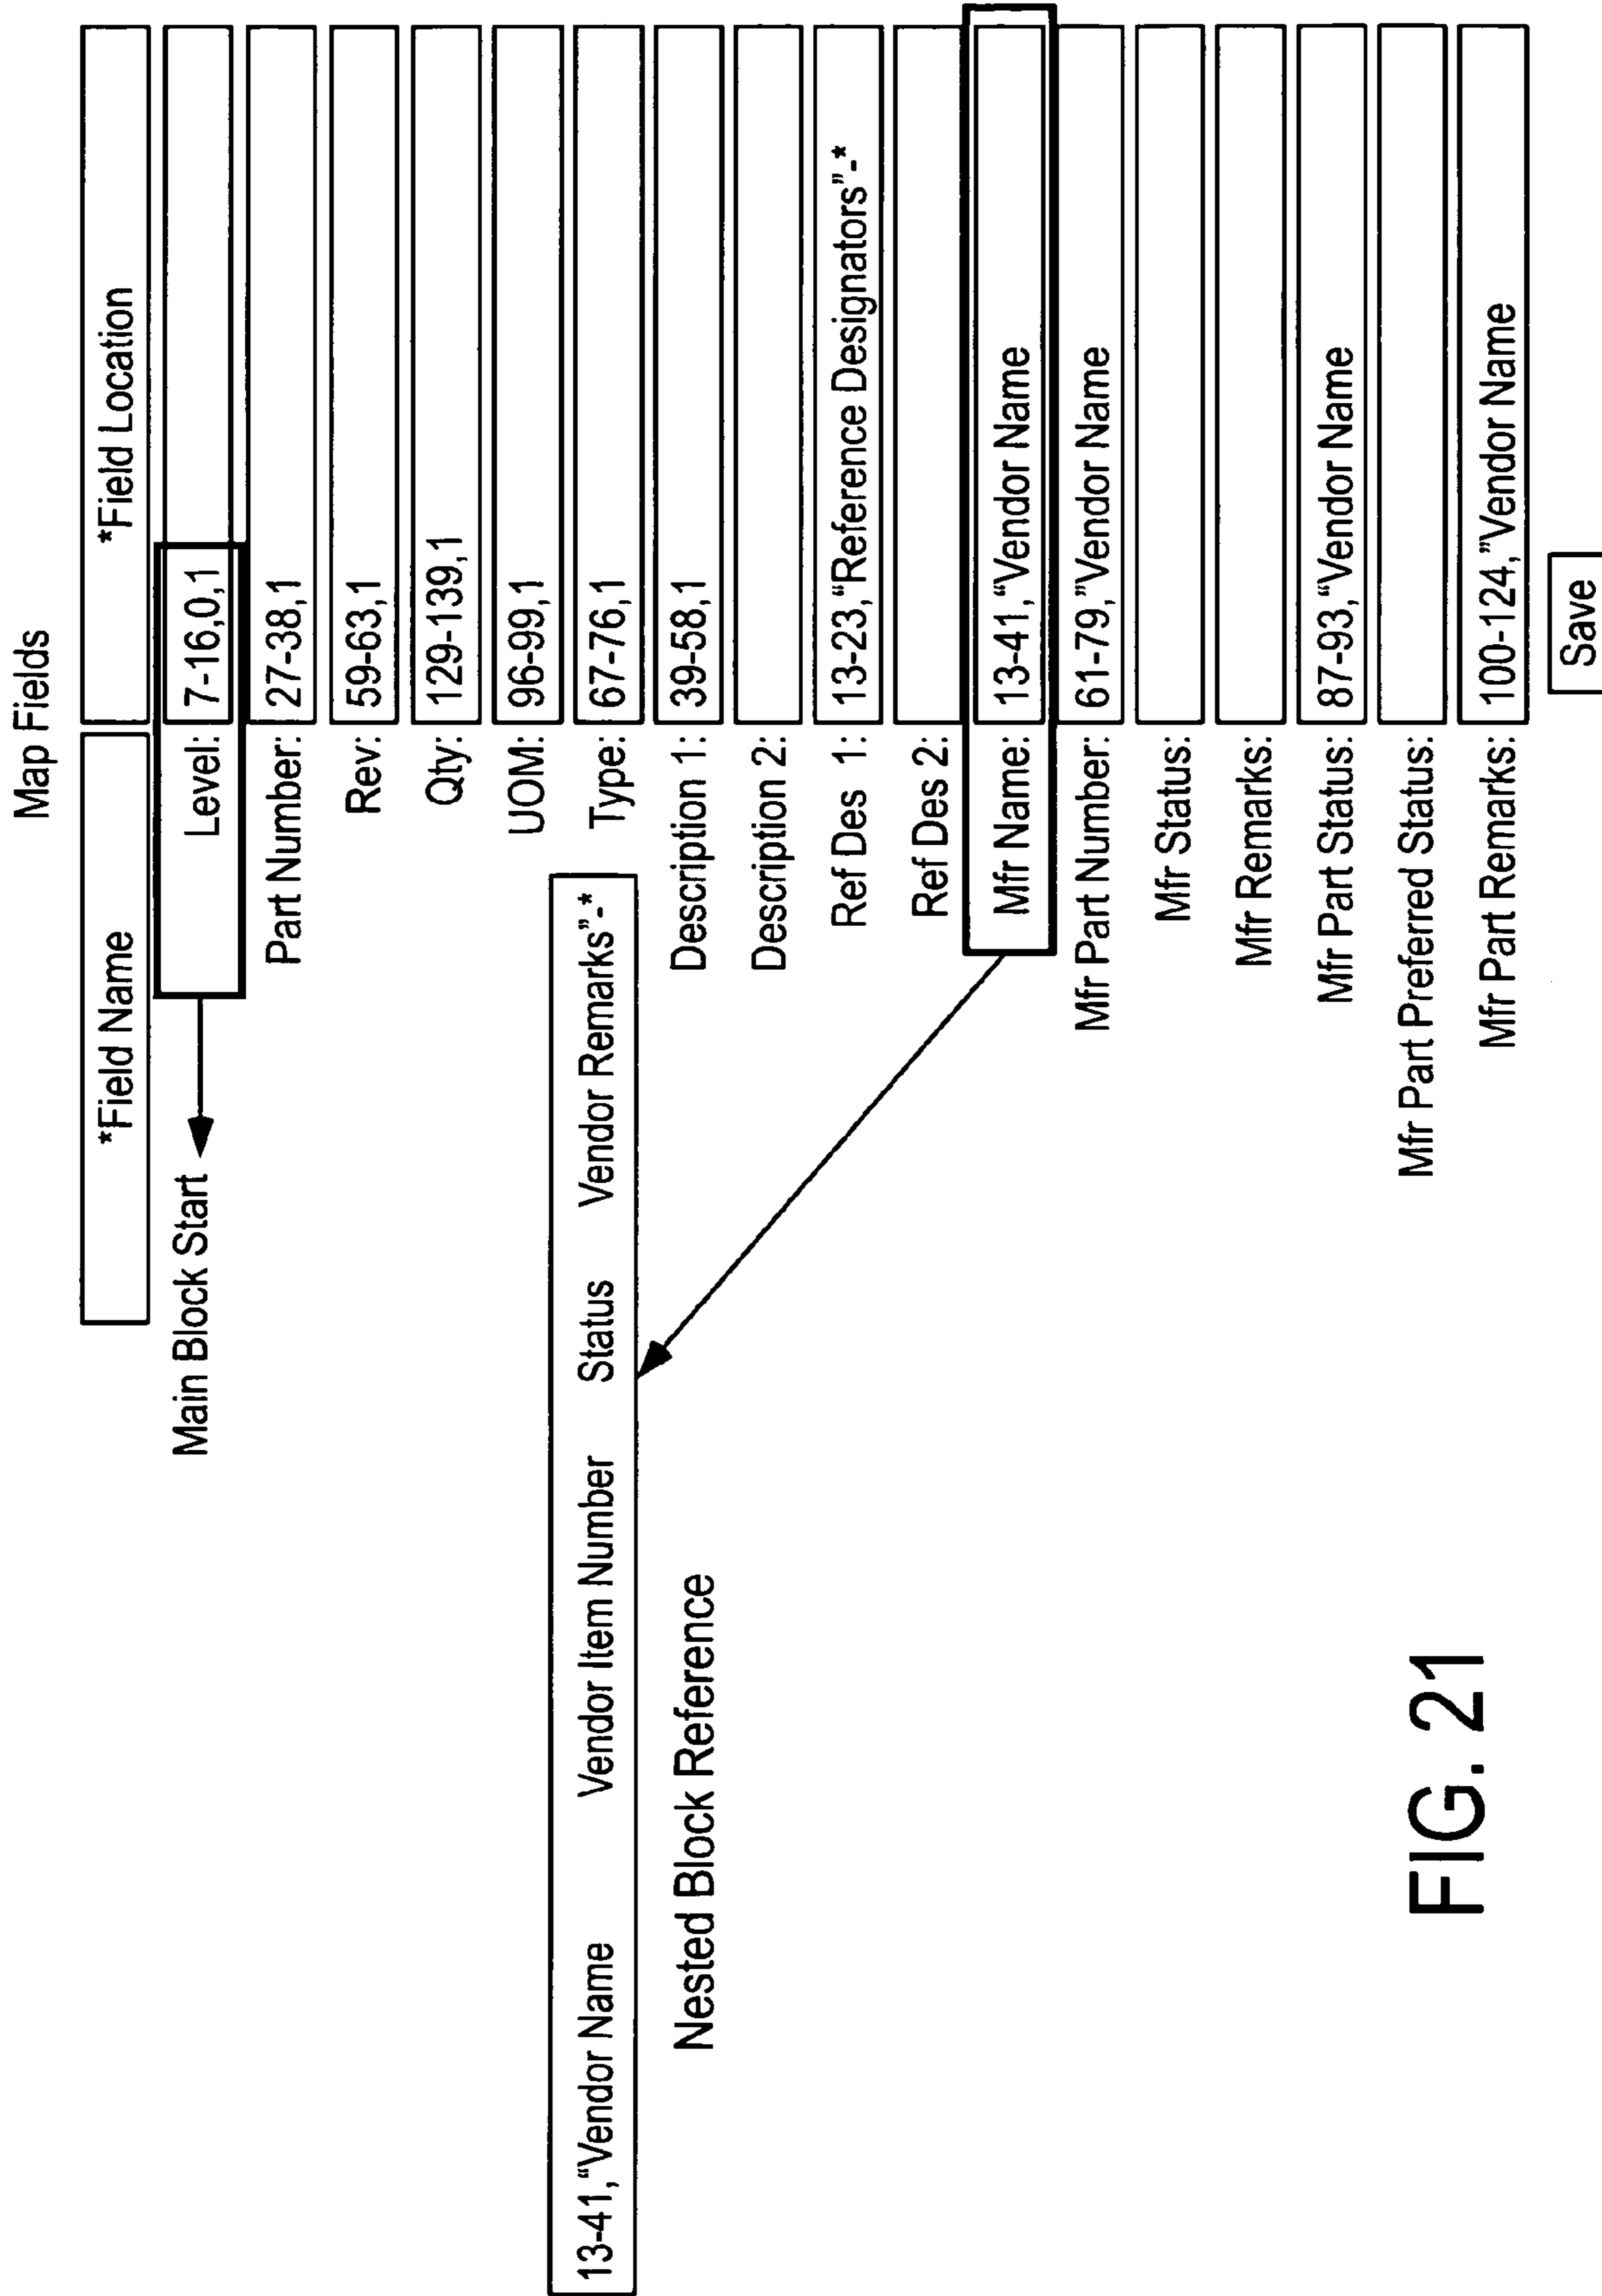 Map Fields
*Field Name *Field Location
Main Block Start
Level: 7-16,0,1
Part Number: 27-38,1
Rev: 59-63,1
Qty: 129-139,1
UOM: 96-99,1
Type: 67-76,1
13-41,“Vendor Name Vendor Item Number Status Vendor Remarks”-*
Nested Block Reference
Description 1: 39-58,1
Description 2:
Ref Des 1: 13-23,“Reference Designators”-*
Ref Des 2:
Mfr Name: 13-41,“Vendor Name
Mfr Part Number: 61-79,”Vendor Name
Mfr Status:
Mfr Remarks:
Mfr Part Status: 87-93,“Vendor Name
Mfr Part Preferred Status:
Mfr Part Remarks: 100-124,”Vendor Name
Save
FIG. 21